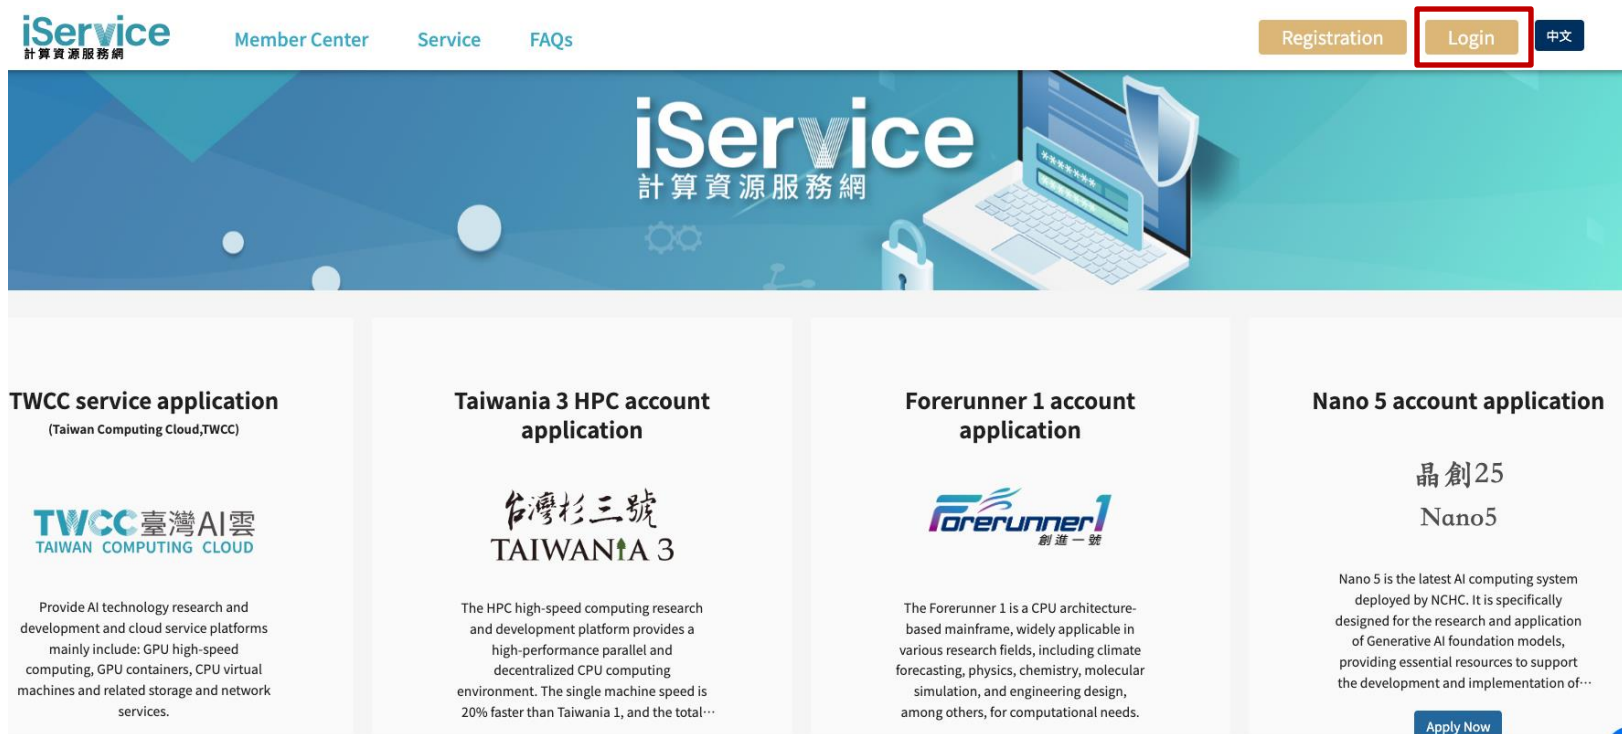 iService
計算資源服務網
Member Center
Service
FAQs
Registration
Login
中文
iService
計算資源服務網
*******
*******
TWCC service application
(Taiwan Computing Cloud,TWCC)
TWCC臺灣AI雲
TAIWAN COMPUTING CLOUD
Provide AI technology research and
development and cloud service platforms
mainly include: GPU high-speed
computing, GPU containers, CPU virtual
machines and related storage and network
services.
Taiwania 3 HPC account
application
台灣杉三號
TAIWANIA 3
The HPC high-speed computing research
and development platform provides a
high-performance parallel and
decentralized CPU computing
environment. The single machine speed is
20% faster than Taiwania 1, and the total…
Forerunner 1 account
application
Forerunner1
創進一號
The Forerunner 1 is a CPU architecture-
based mainframe, widely applicable in
various research fields, including climate
forecasting, physics, chemistry, molecular
simulation, and engineering design,
among others, for computational needs.
Nano 5 account application
晶創25
Nano5
Nano 5 is the latest AI computing system
deployed by NCHC. It is specifically
designed for the research and application
of Generative AI foundation models,
providing essential resources to support
the development and implementation of…
Apply Now